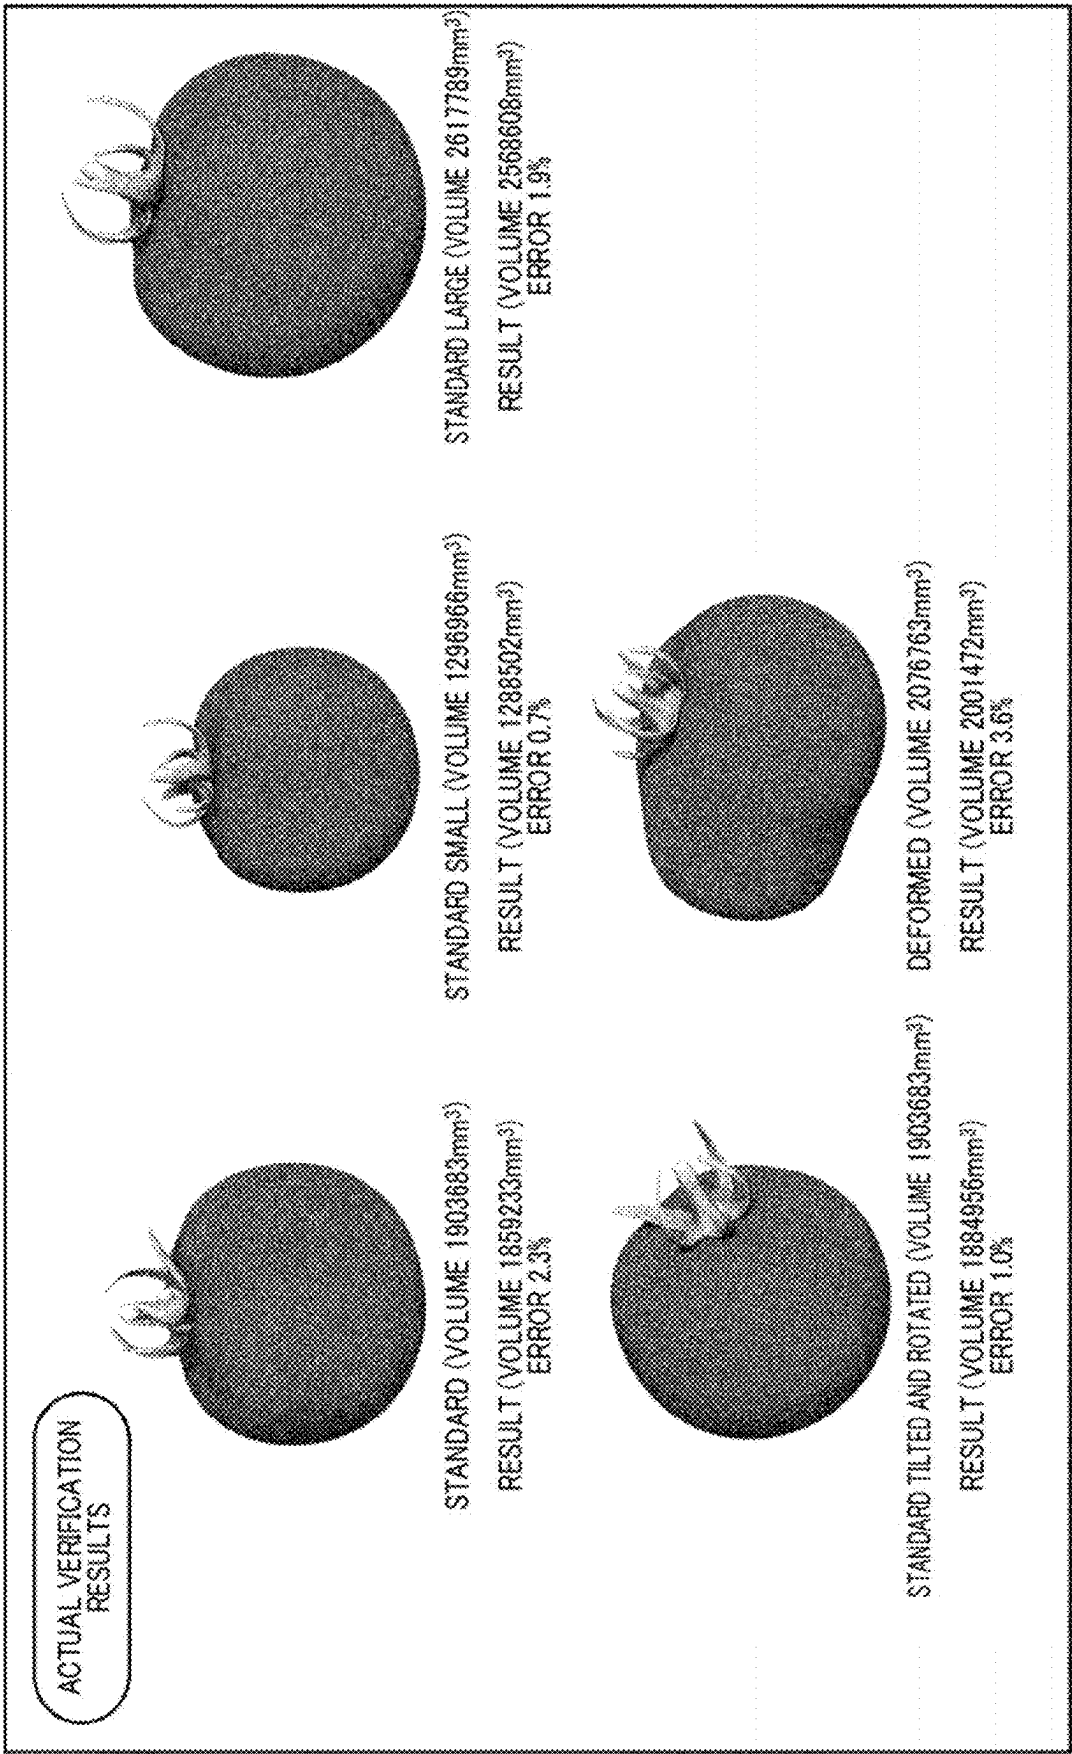 ACTUAL VERIFICATION
RESULTS
STANDARD (VOLUME 1903683mm³)
RESULT (VOLUME 1859233mm³)
ERROR 2.3%
STANDARD SMALL (VOLUME 1296966mm³)
RESULT (VOLUME 1288502mm³)
ERROR 0.7%
STANDARD LARGE (VOLUME 2617789mm³)
RESULT (VOLUME 2568608mm³)
ERROR 1.9%
STANDARD TILTED AND ROTATED (VOLUME 1903683mm³)
RESULT (VOLUME 1884956mm³)
ERROR 1.0%
DEFORMED (VOLUME 2076763mm³)
RESULT (VOLUME 2001472mm³)
ERROR 3.6%